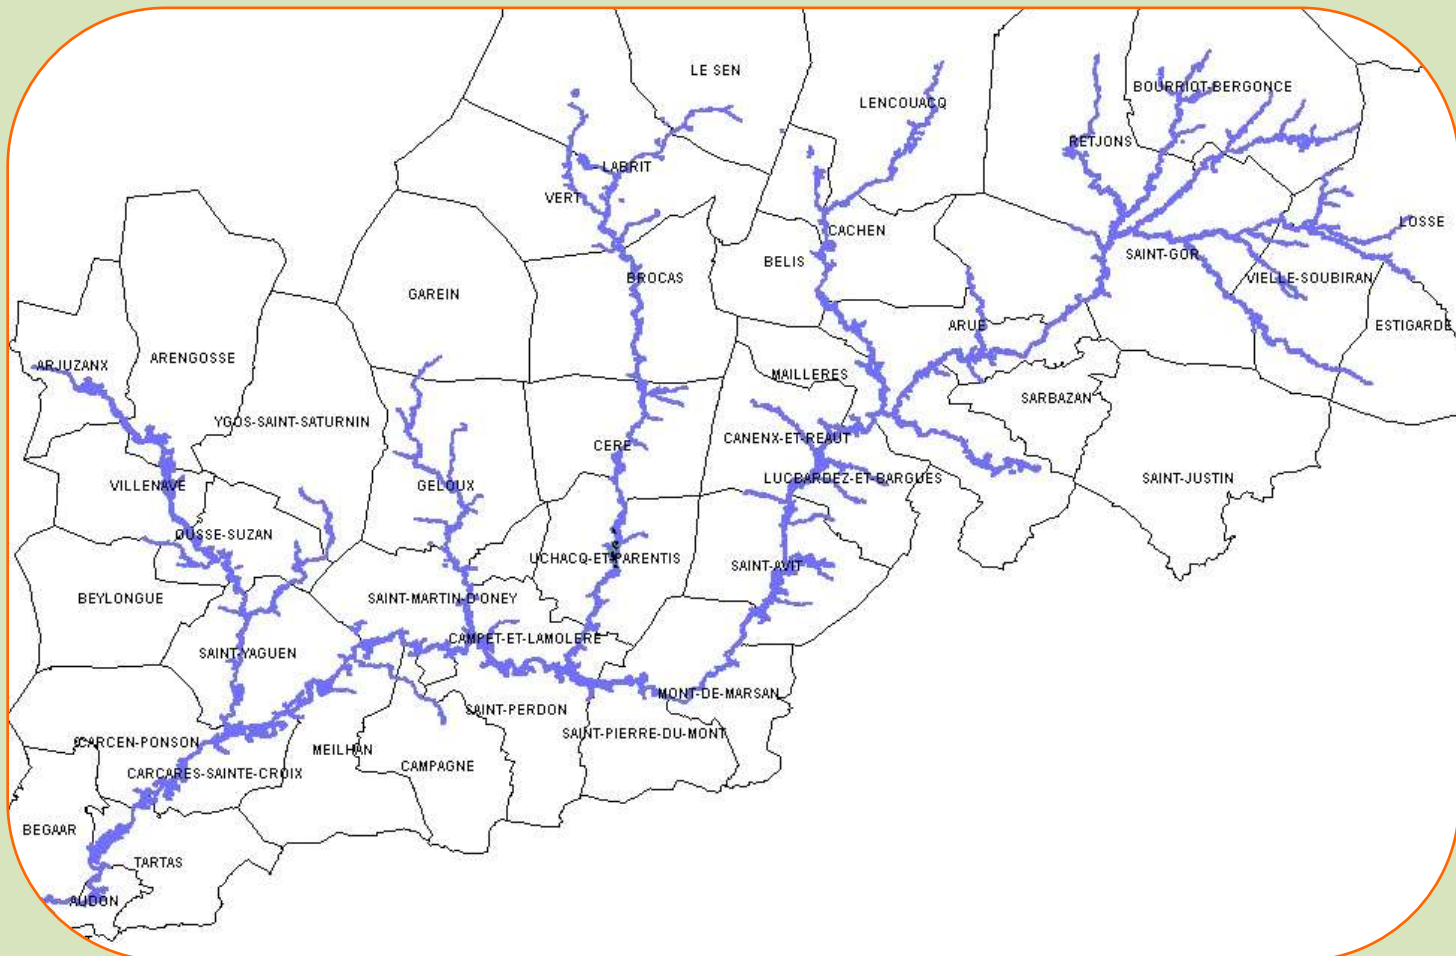 LE SEN
BOURRIOT-BERGONCE
LENCOUACQ
RETJONS
LABRIT
VERT
LOSSE
CACHEN
SAINT-GOR
BELIS
BROCAS
VIELLE-SOUBIRAN
GAREIN
ARUE
ESTIGARDE
ARENGOSSE
ARJUZANX
MAILLERES
SARBAZAN
YGOS-SAINT-SATURNIN
CANENX-ET-REAUT
CERE
LUCBARDEZ-ET-BARGUES
SAINT-JUSTIN
VILLENAVE
GELOUX
OUSSE-SUZAN
UCHACQ-ET-PARENTIS
SAINT-AVIT
BEYLONGUE
SAINT-MARTIN-D'ONEY
CAMPET-ET-LAMOLERE
SAINT-YAGUEN
MONT-DE-MARSAN
SAINT-PERDON
SAINT-PIERRE-DU-MONT
CARCEN-PONSON
MEILHAN
CAMPAGNE
CARCARES-SAINTE-CROIX
BEGAAR
TARTAS
AUDON